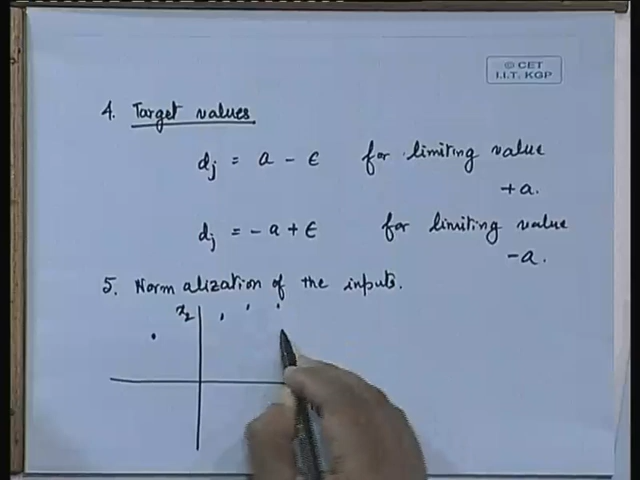 © CET
I.I.T. KGP
4. Target values
dj = a - ϵ for limiting value
+a.
dj = -a + ϵ for limiting value
-a.
5. Normalization of the inputs.
x2